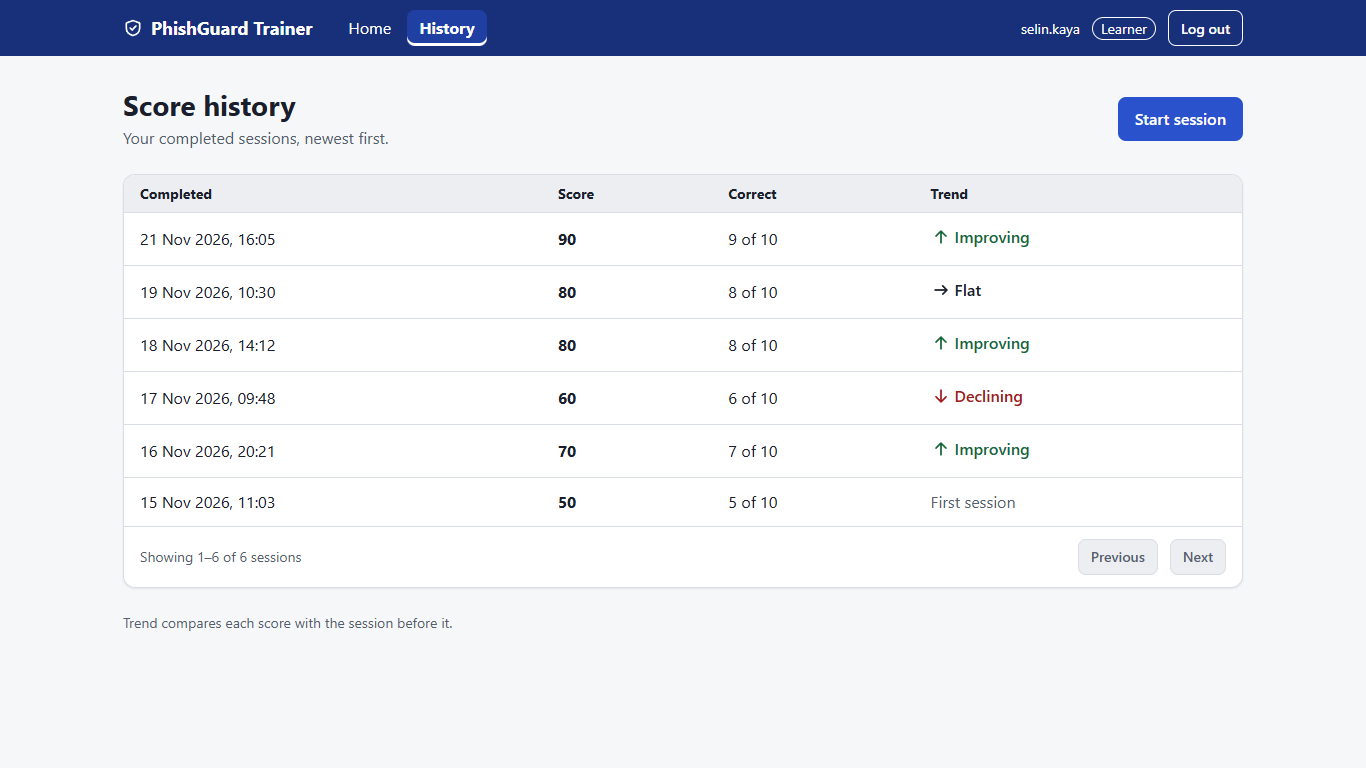 PhishGuard Trainer Home History selin.kaya Learner Log out
Score history
Your completed sessions, newest first.
Start session
Completed Score Correct Trend
21 Nov 2026, 16:05 90 9 of 10 Improving
19 Nov 2026, 10:30 80 8 of 10 Flat
18 Nov 2026, 14:12 80 8 of 10 Improving
17 Nov 2026, 09:48 60 6 of 10 Declining
16 Nov 2026, 20:21 70 7 of 10 Improving
15 Nov 2026, 11:03 50 5 of 10 First session
Showing 1–6 of 6 sessions Previous Next
Trend compares each score with the session before it.